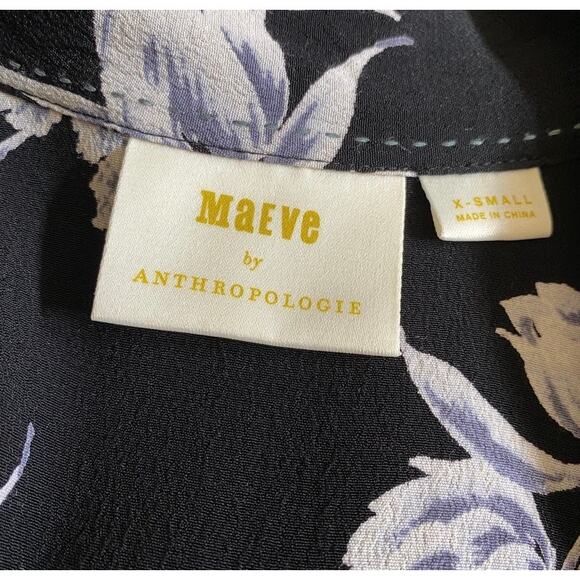 MaEVe
by
ANTHROPOLOGIE
X-SMALL
MADE IN CHINA